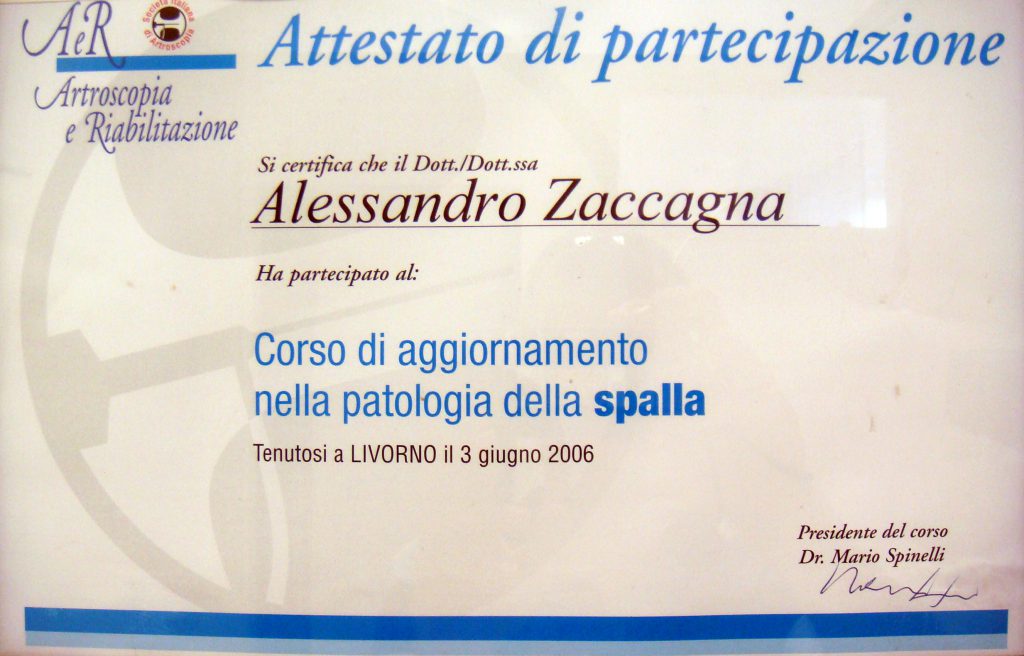 AeR
Società Italiana
di Artroscopia
Artroscopia
e Riabilitazione
Attestato di partecipazione
Si certifica che il Dott./Dott.ssa
Alessandro Zaccagna
Ha partecipato al:
Corso di aggiornamento
nella patologia della spalla
Tenutosi a LIVORNO il 3 giugno 2006
Presidente del corso
Dr. Mario Spinelli